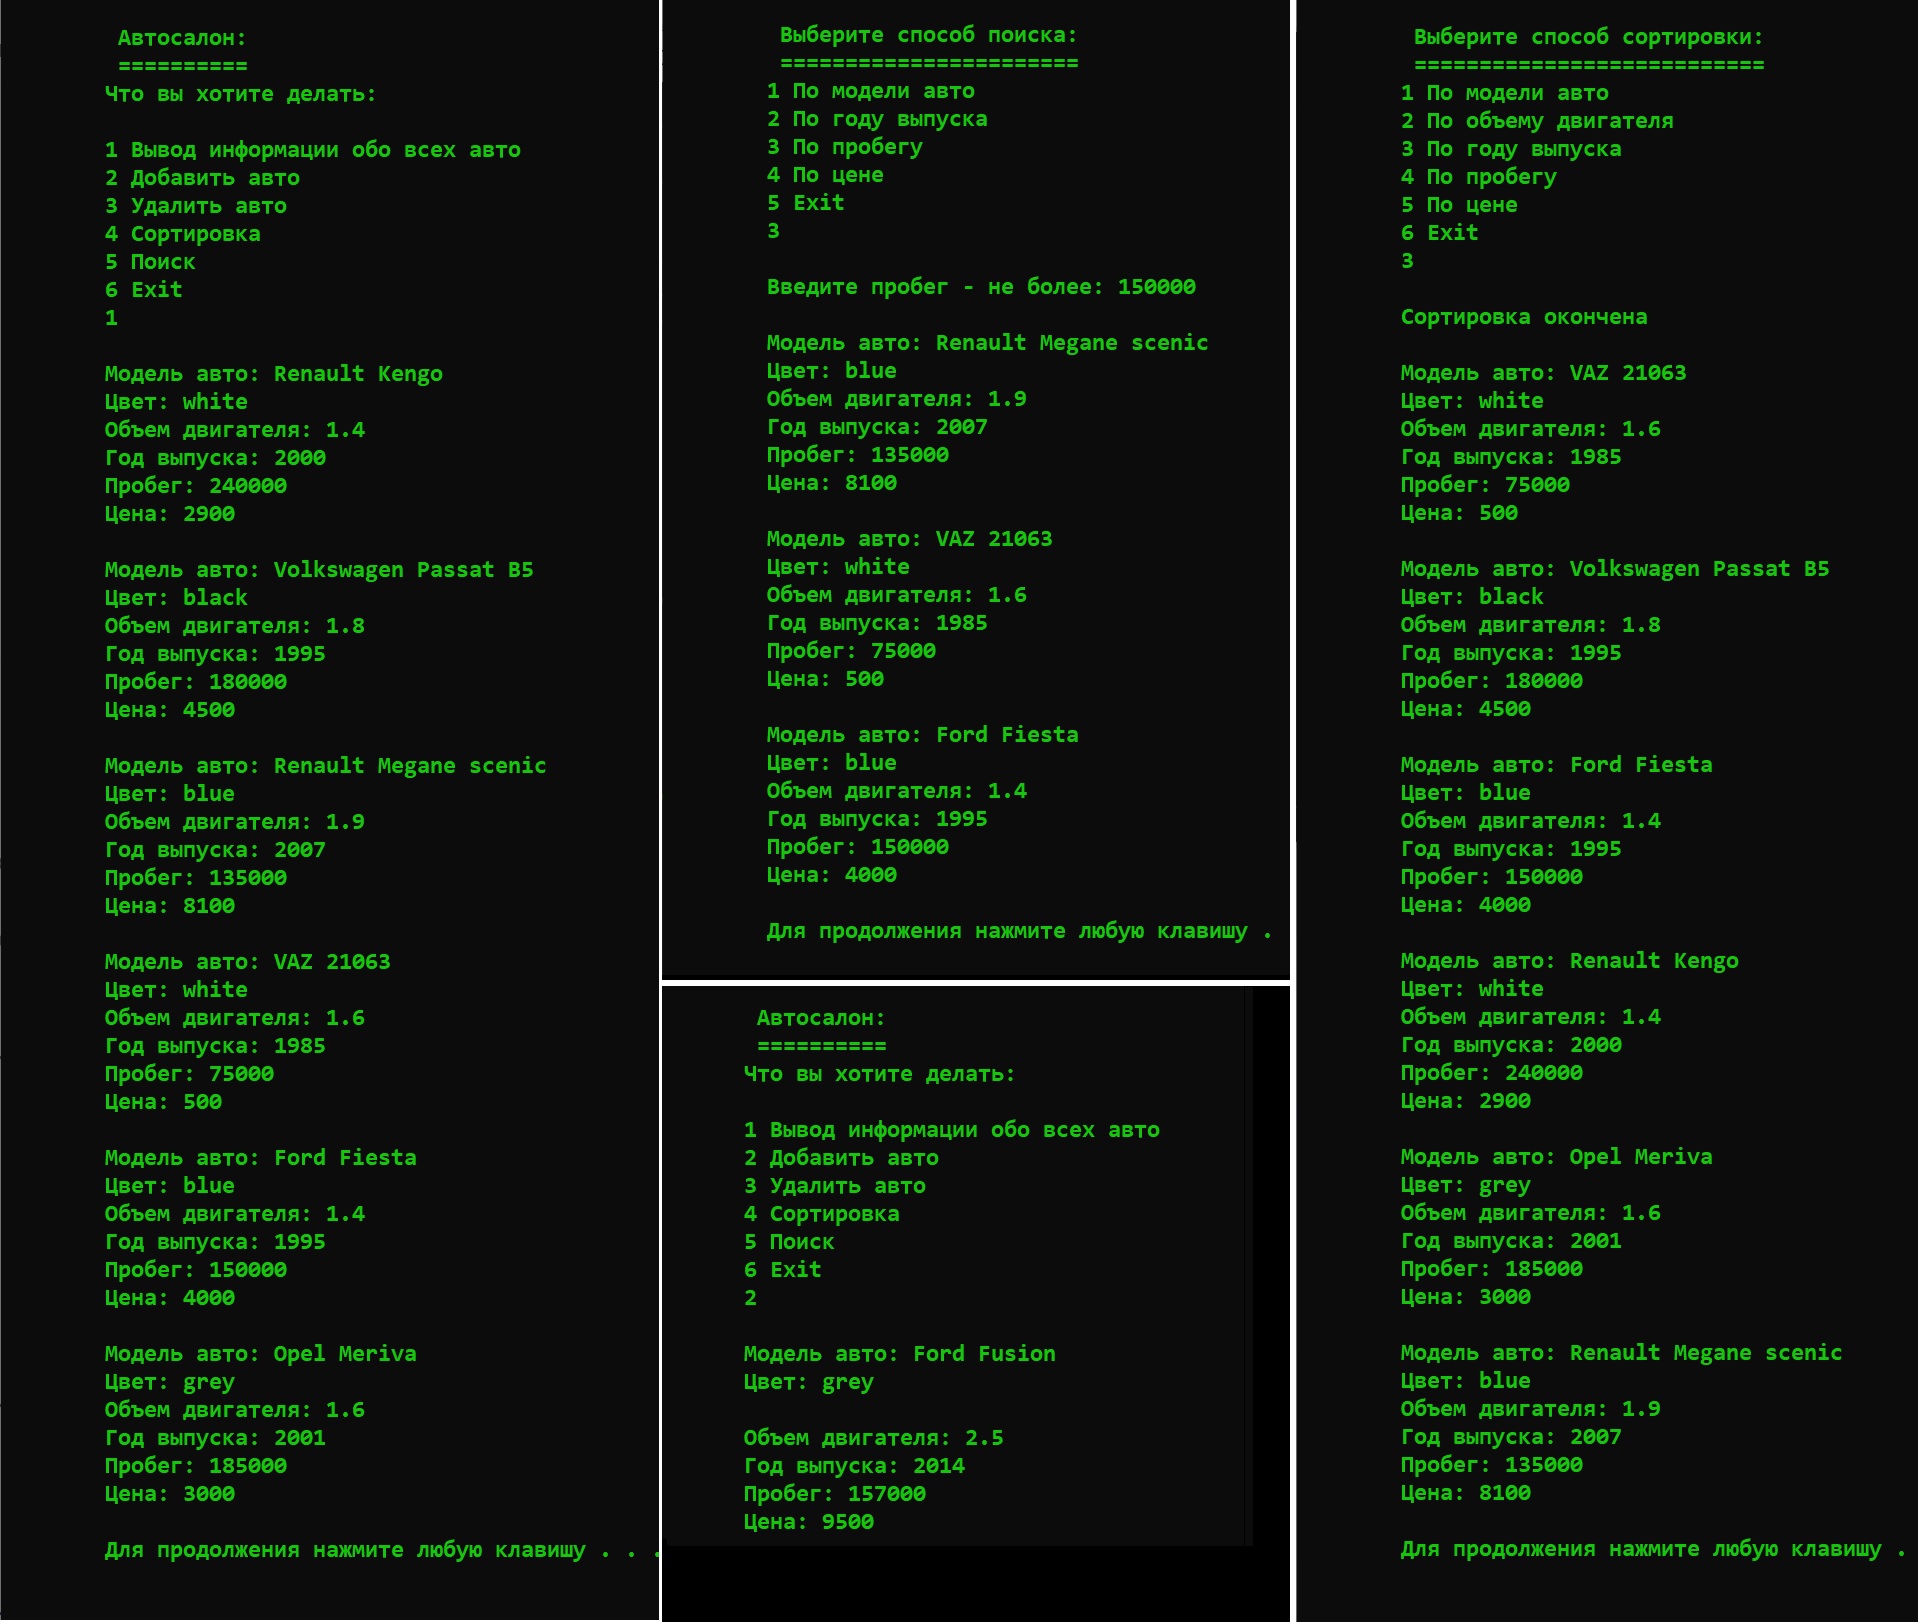 Автосалон:
==========
Что вы хотите делать:
1 Вывод информации обо всех авто
2 Добавить авто
3 Удалить авто
4 Сортировка
5 Поиск
6 Exit
1
Модель авто: Renault Kengo
Цвет: white
Объем двигателя: 1.4
Год выпуска: 2000
Пробег: 240000
Цена: 2900
Модель авто: Volkswagen Passat B5
Цвет: black
Объем двигателя: 1.8
Год выпуска: 1995
Пробег: 180000
Цена: 4500
Модель авто: Renault Megane scenic
Цвет: blue
Объем двигателя: 1.9
Год выпуска: 2007
Пробег: 135000
Цена: 8100
Модель авто: VAZ 21063
Цвет: white
Объем двигателя: 1.6
Год выпуска: 1985
Пробег: 75000
Цена: 500
Модель авто: Ford Fiesta
Цвет: blue
Объем двигателя: 1.4
Год выпуска: 1995
Пробег: 150000
Цена: 4000
Модель авто: Opel Meriva
Цвет: grey
Объем двигателя: 1.6
Год выпуска: 2001
Пробег: 185000
Цена: 3000
Для продолжения нажмите любую клавишу . . .
Выберите способ поиска:
=======================
1 По модели авто
2 По году выпуска
3 По пробегу
4 По цене
5 Exit
3
Введите пробег - не более: 150000
Модель авто: Renault Megane scenic
Цвет: blue
Объем двигателя: 1.9
Год выпуска: 2007
Пробег: 135000
Цена: 8100
Модель авто: VAZ 21063
Цвет: white
Объем двигателя: 1.6
Год выпуска: 1985
Пробег: 75000
Цена: 500
Модель авто: Ford Fiesta
Цвет: blue
Объем двигателя: 1.4
Год выпуска: 1995
Пробег: 150000
Цена: 4000
Для продолжения нажмите любую клавишу .
Автосалон:
==========
Что вы хотите делать:
1 Вывод информации обо всех авто
2 Добавить авто
3 Удалить авто
4 Сортировка
5 Поиск
6 Exit
2
Модель авто: Ford Fusion
Цвет: grey
Объем двигателя: 2.5
Год выпуска: 2014
Пробег: 157000
Цена: 9500
Выберите способ сортировки:
===========================
1 По модели авто
2 По объему двигателя
3 По году выпуска
4 По пробегу
5 По цене
6 Exit
3
Сортировка окончена
Модель авто: VAZ 21063
Цвет: white
Объем двигателя: 1.6
Год выпуска: 1985
Пробег: 75000
Цена: 500
Модель авто: Volkswagen Passat B5
Цвет: black
Объем двигателя: 1.8
Год выпуска: 1995
Пробег: 180000
Цена: 4500
Модель авто: Ford Fiesta
Цвет: blue
Объем двигателя: 1.4
Год выпуска: 1995
Пробег: 150000
Цена: 4000
Модель авто: Renault Kengo
Цвет: white
Объем двигателя: 1.4
Год выпуска: 2000
Пробег: 240000
Цена: 2900
Модель авто: Opel Meriva
Цвет: grey
Объем двигателя: 1.6
Год выпуска: 2001
Пробег: 185000
Цена: 3000
Модель авто: Renault Megane scenic
Цвет: blue
Объем двигателя: 1.9
Год выпуска: 2007
Пробег: 135000
Цена: 8100
Для продолжения нажмите любую клавишу .